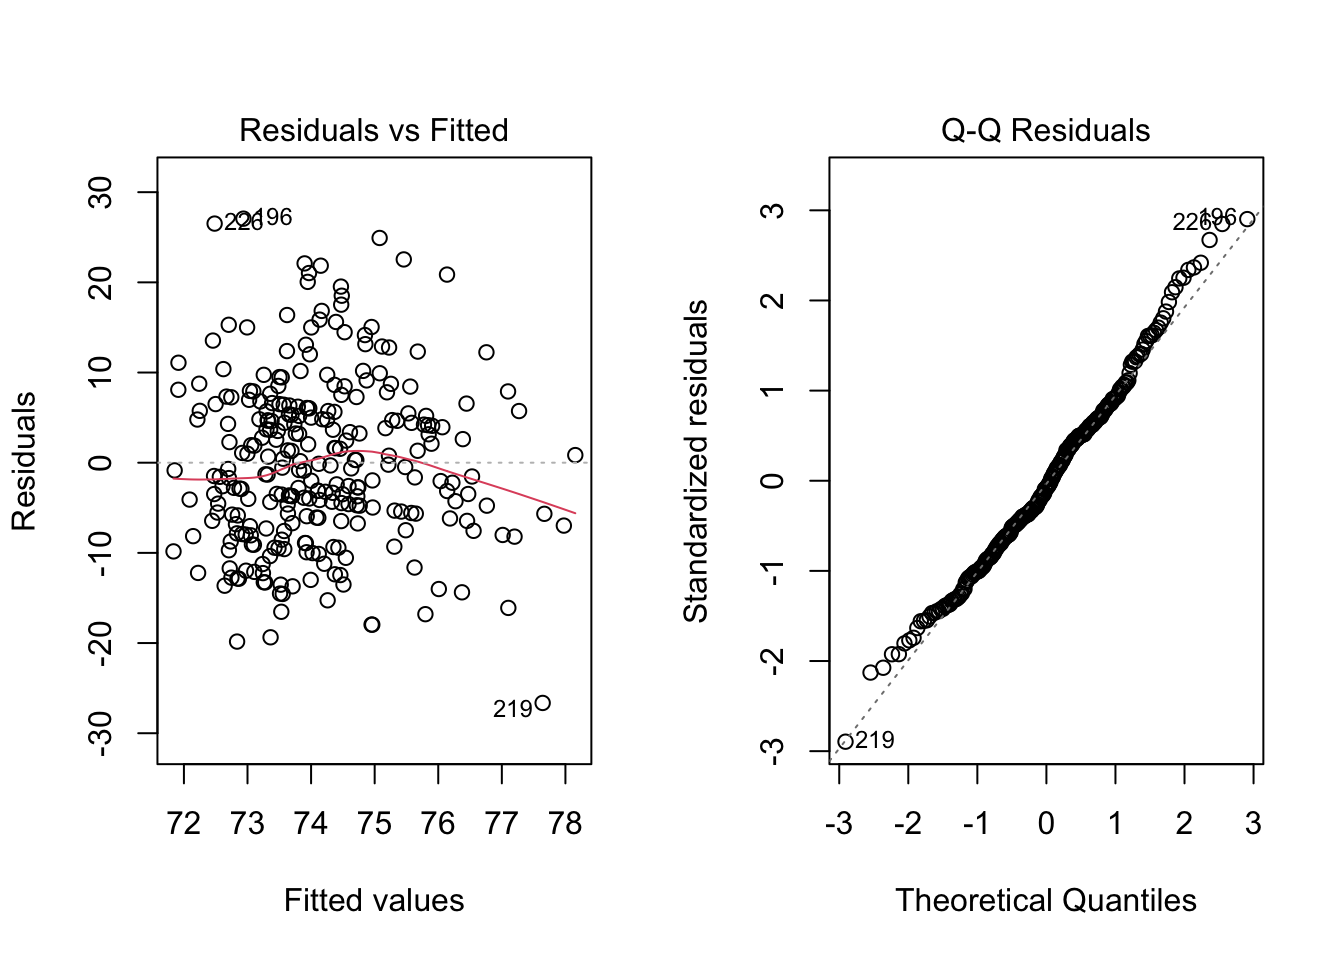 Residuals vs Fitted
Residuals
30
20
10
0
-10
-20
-30
226
196
219
72 73 74 75 76 77 78
Fitted values
Q-Q Residuals
Standardized residuals
3
2
1
0
-1
-2
-3
196
226
219
-3 -2 -1 0 1 2 3
Theoretical Quantiles